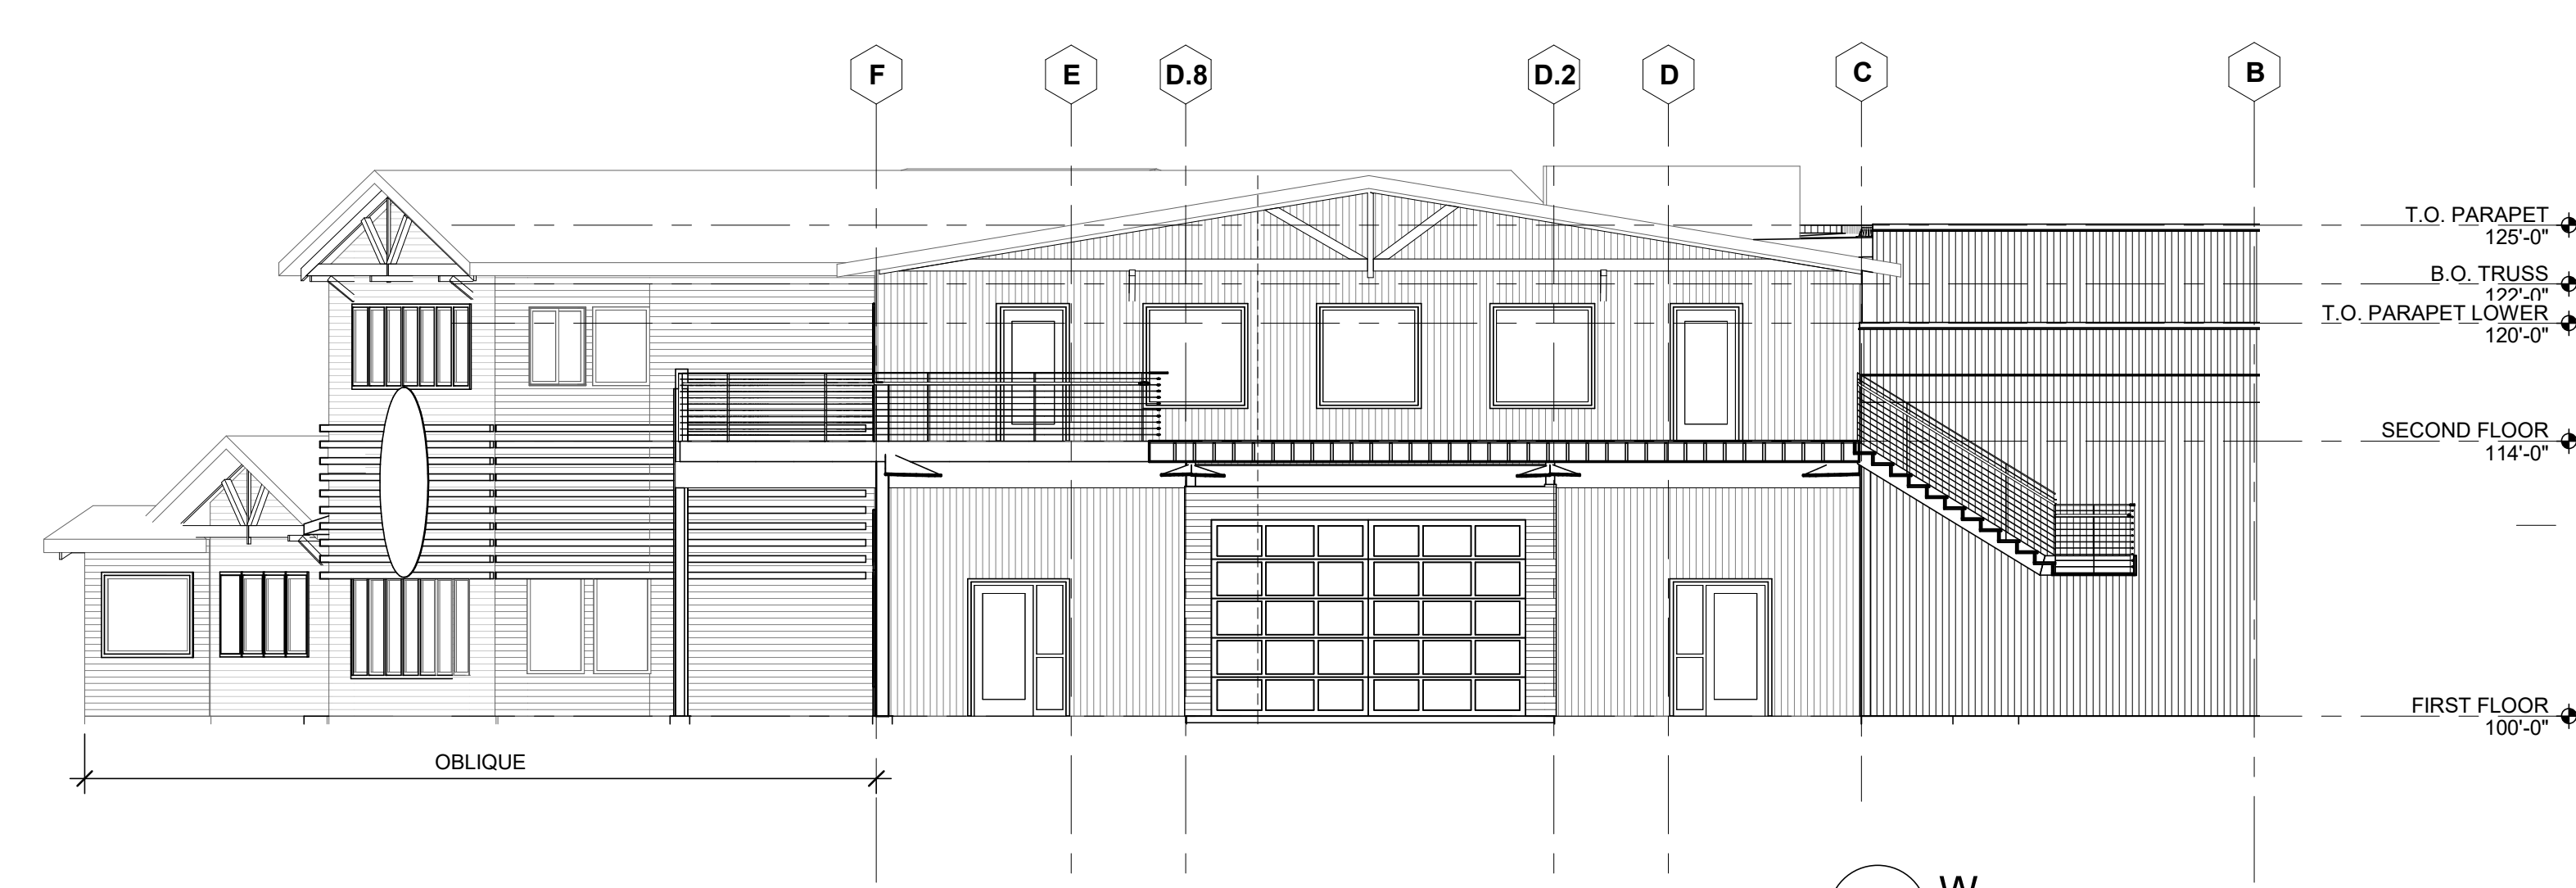 F
E
D.8
D.2
D
C
B
T.O. PARAPET
125'-0"
B.O. TRUSS
122'-0"
T.O. PARAPET LOWER
120'-0"
SECOND FLOOR
114'-0"
FIRST FLOOR
100'-0"
OBLIQUE
W